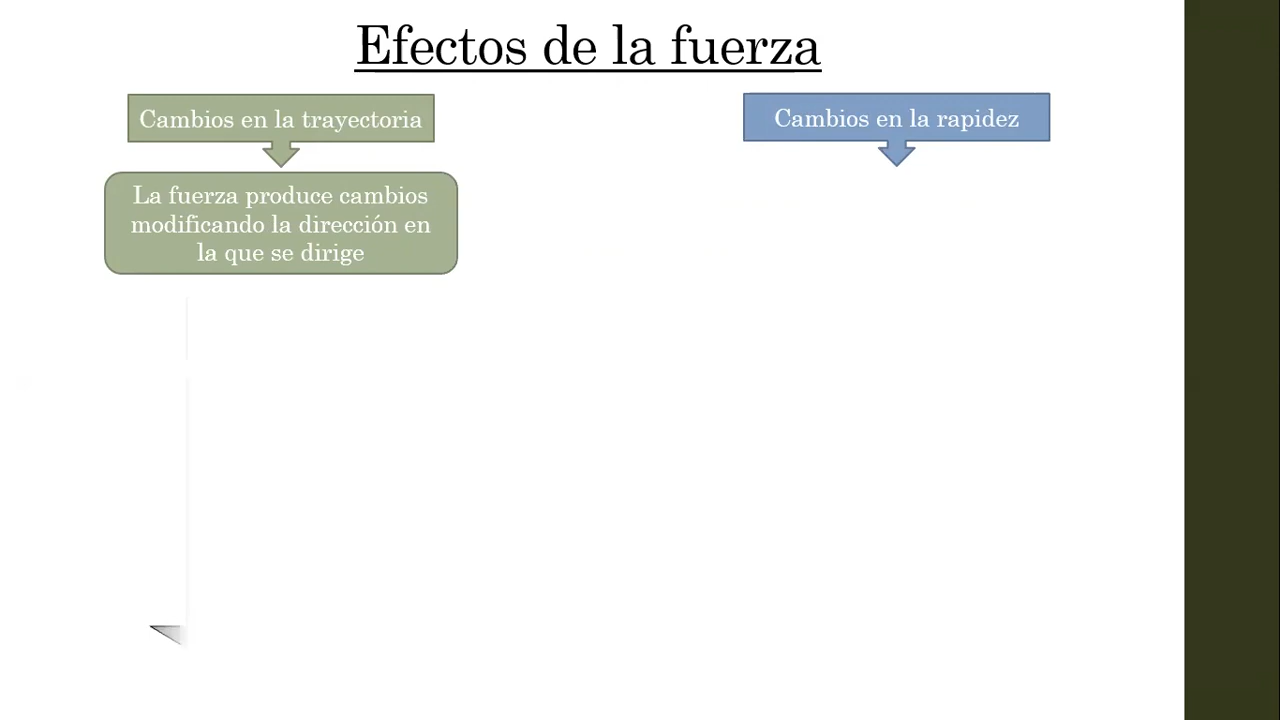 Efectos de la fuerza
Cambios en la trayectoria
La fuerza produce cambios
modificando la dirección en
la que se dirige
Cambios en la rapidez